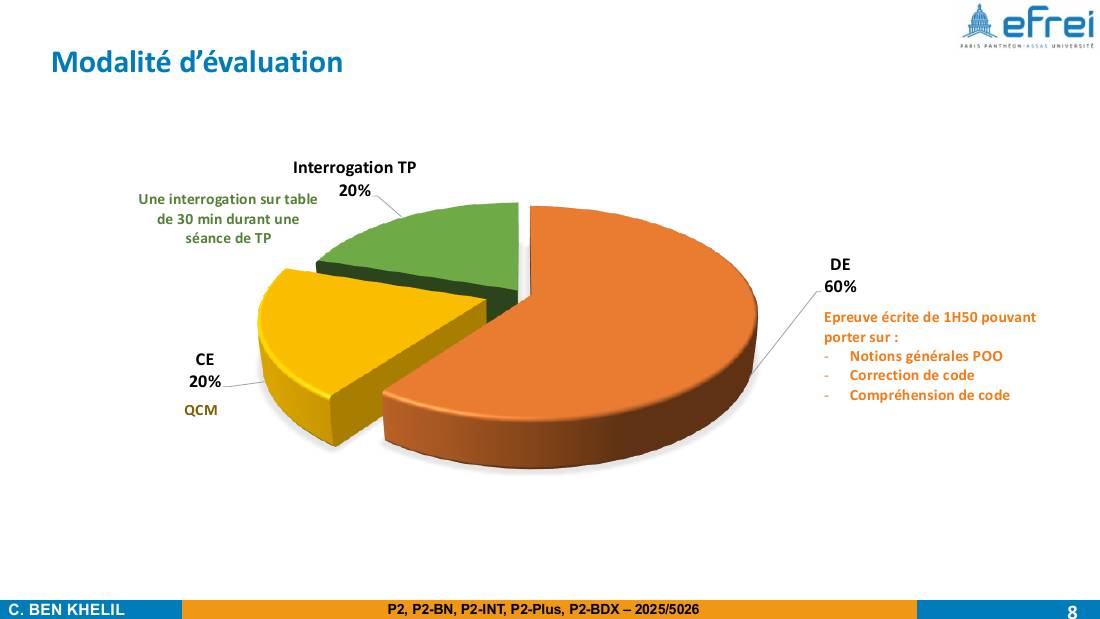 efrei
PARIS PANTHÉON-ASSAS UNIVERSITÉ
Modalité d’évaluation
Interrogation TP
20%
Une interrogation sur table
de 30 min durant une
séance de TP
DE
60%
Epreuve écrite de 1H50 pouvant
porter sur :
- Notions générales POO
- Correction de code
- Compréhension de code
CE
20%
QCM
C. BEN KHELIL
P2, P2-BN, P2-INT, P2-Plus, P2-BDX – 2025/5026
8